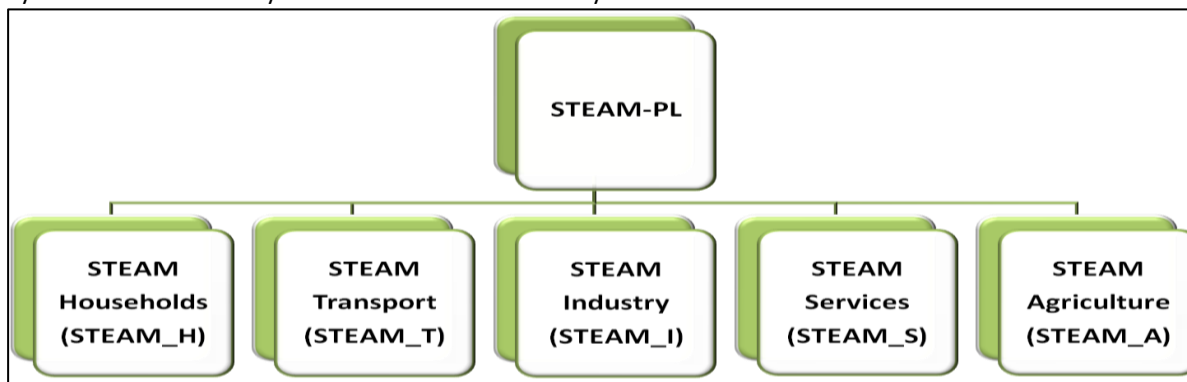 STEAM-PL
STEAM
Households
(STEAM_H)
STEAM
Transport
(STEAM_T)
STEAM
Industry
(STEAM_I)
STEAM
Services
(STEAM_S)
STEAM
Agriculture
(STEAM_A)